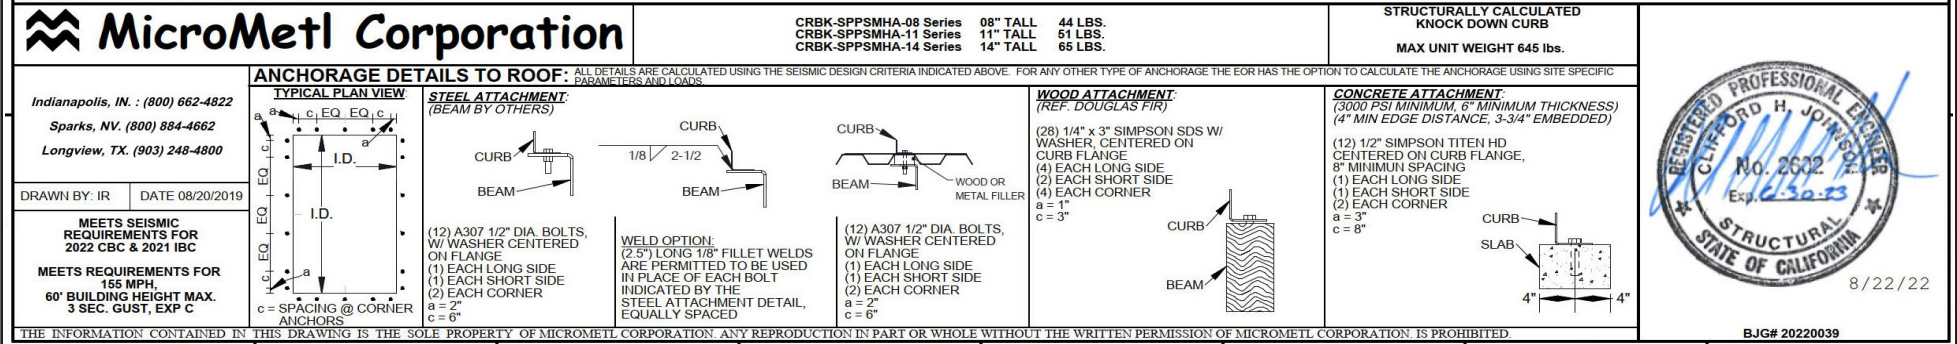 MicroMetl Corporation
CRBK-SPPSMHA-08 Series 08" TALL 44 LBS.
CRBK-SPPSMHA-11 Series 11" TALL 51 LBS.
CRBK-SPPSMHA-14 Series 14" TALL 65 LBS.
STRUCTURALLY CALCULATED
KNOCK DOWN CURB
MAX UNIT WEIGHT 645 lbs.
Indianapolis, IN. : (800) 662-4822
Sparks, NV. (800) 884-4662
Longview, TX. (903) 248-4800
DRAWN BY: IR
DATE 08/20/2019
MEETS SEISMIC
REQUIREMENTS FOR
2022 CBC & 2021 IBC
MEETS REQUIREMENTS FOR
155 MPH,
60' BUILDING HEIGHT MAX.
3 SEC. GUST, EXP C
ANCHORAGE DETAILS TO ROOF: ALL DETAILS ARE CALCULATED USING THE SEISMIC DESIGN CRITERIA INDICATED ABOVE. FOR ANY OTHER TYPE OF ANCHORAGE THE EOR HAS THE OPTION TO CALCULATE THE ANCHORAGE USING SITE SPECIFIC
PARAMETERS AND LOADS.
TYPICAL PLAN VIEW:
a
a
c EQ EQ c
a
c
EQ
EQ
EQ
c
I.D.
I.D.
a
c = SPACING @ CORNER
ANCHORS
STEEL ATTACHMENT:
(BEAM BY OTHERS)
CURB
BEAM
(12) A307 1/2" DIA. BOLTS,
W/ WASHER CENTERED
ON FLANGE
(1) EACH LONG SIDE
(1) EACH SHORT SIDE
(2) EACH CORNER
a = 2"
c = 6"
CURB
1/8 2-1/2
BEAM
WELD OPTION:
(2.5") LONG 1/8" FILLET WELDS
ARE PERMITTED TO BE USED
IN PLACE OF EACH BOLT
INDICATED BY THE
STEEL ATTACHMENT DETAIL,
EQUALLY SPACED
CURB
BEAM
WOOD OR
METAL FILLER
(12) A307 1/2" DIA. BOLTS,
W/ WASHER CENTERED
ON FLANGE
(1) EACH LONG SIDE
(1) EACH SHORT SIDE
(2) EACH CORNER
a = 2"
c = 6"
WOOD ATTACHMENT:
(REF. DOUGLAS FIR)
(28) 1/4" x 3" SIMPSON SDS W/
WASHER, CENTERED ON
CURB FLANGE
(4) EACH LONG SIDE
(2) EACH SHORT SIDE
(4) EACH CORNER
a = 1"
c = 3"
CURB
BEAM
CONCRETE ATTACHMENT:
(3000 PSI MINIMUM, 6" MINIMUM THICKNESS)
(4" MIN EDGE DISTANCE, 3-3/4" EMBEDDED)
(12) 1/2" SIMPSON TITEN HD
CENTERED ON CURB FLANGE,
8" MINIMUN SPACING
(1) EACH LONG SIDE
(1) EACH SHORT SIDE
(2) EACH CORNER
a = 3"
c = 8"
CURB
SLAB
4" 4"
REGISTERED PROFESSIONAL ENGINEER
CLIFFORD H. JOHNSON
No. 2602
Exp. 6-30-23
STRUCTURAL
STATE OF CALIFORNIA
8/22/22
BJG# 20220039
THE INFORMATION CONTAINED IN THIS DRAWING IS THE SOLE PROPERTY OF MICROMETL CORPORATION. ANY REPRODUCTION IN PART OR WHOLE WITHOUT THE WRITTEN PERMISSION OF MICROMETL CORPORATION. IS PROHIBITED.